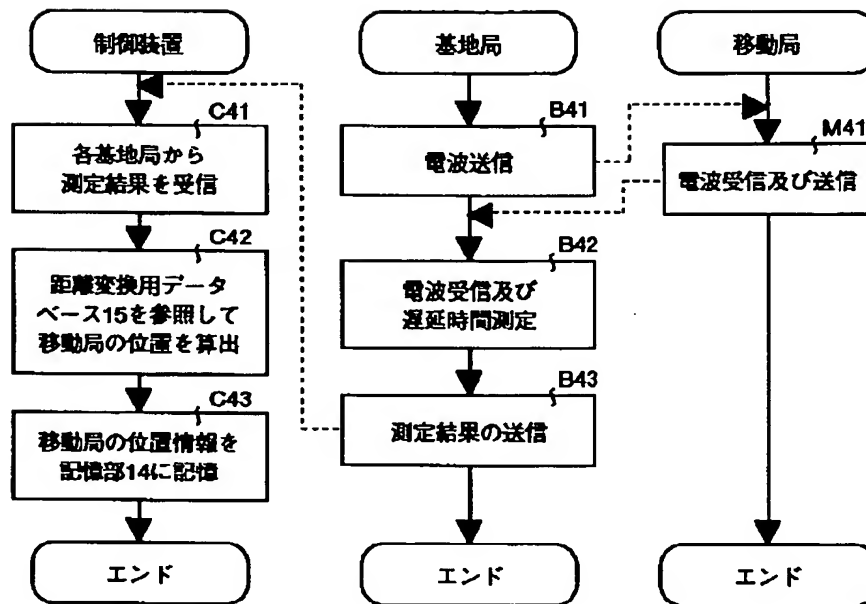 制御装置
C41
各基地局から
測定結果を受信
C42
距離変換用データ
ベース15を参照して
移動局の位置を算出
C43
移動局の位置情報を
記憶部14に記憶
エンド
基地局
B41
電波送信
B42
電波受信及び
遅延時間測定
B43
測定結果の送信
エンド
移動局
M41
電波受信及び送信
エンド